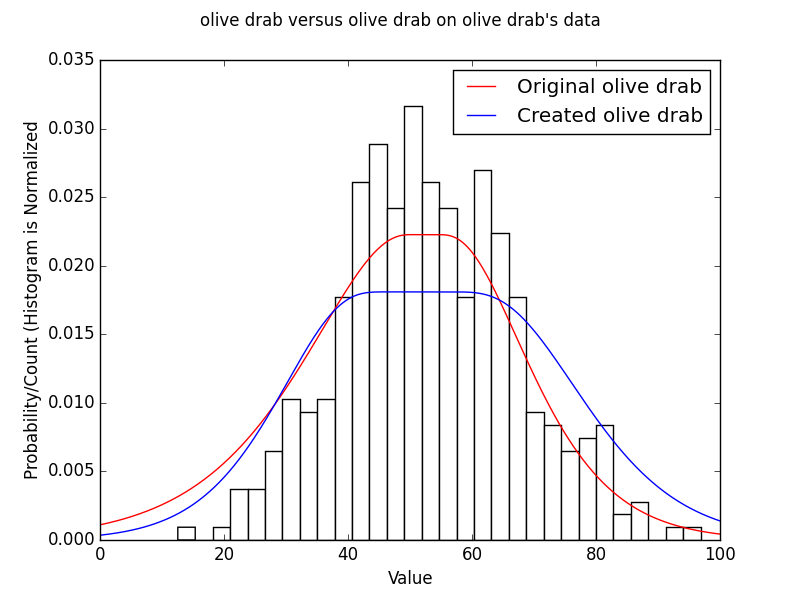 olive drab versus olive drab on olive drab's data
Original olive drab
Created olive drab
Probability/Count (Histogram is Normalized
0.035
0.030
0.025
0.020
0.015
0.010
0.005
0.000
0 20 40 60 80 100
Value